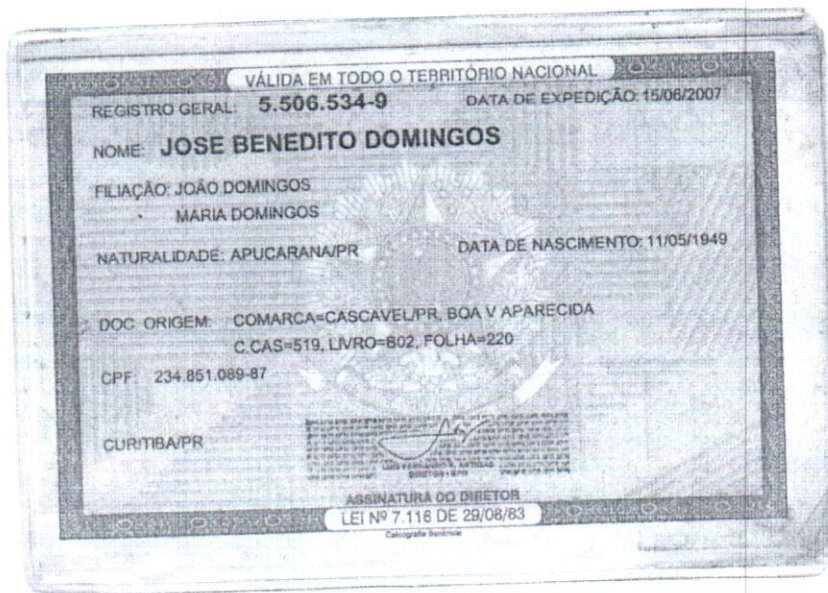 VÁLIDA EM TODO O TERRITÓRIO NACIONAL
REGISTRO GERAL: 5.506.534-9 DATA DE EXPEDIÇÃO: 15/06/2007
NOME: JOSE BENEDITO DOMINGOS
FILIAÇÃO: JOÃO DOMINGOS
MARIA DOMINGOS
NATURALIDADE: APUCARANA/PR DATA DE NASCIMENTO: 11/05/1949
DOC ORIGEM: COMARCA=CASCAVEL/PR, BOA V APARECIDA
C.CAS=519, LIVRO=B02, FOLHA=220
CPF: 234.851.089-87
CURITIBA/PR
ASSINATURA DO DIRETOR
LEI Nº 7.116 DE 29/08/83